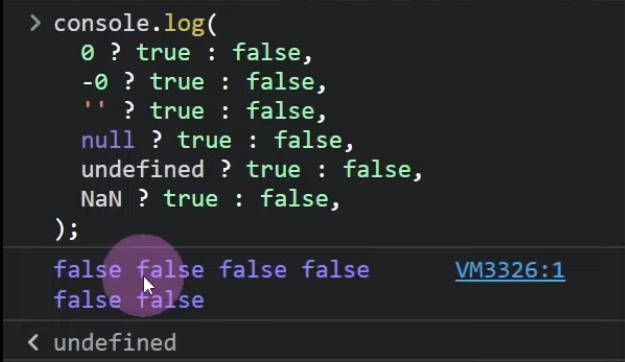 > console.log(
0 ? true : false,
-0 ? true : false,
'' ? true : false,
null ? true : false,
undefined ? true : false,
NaN ? true : false,
);
false false false false VM3326:1
false false
< undefined